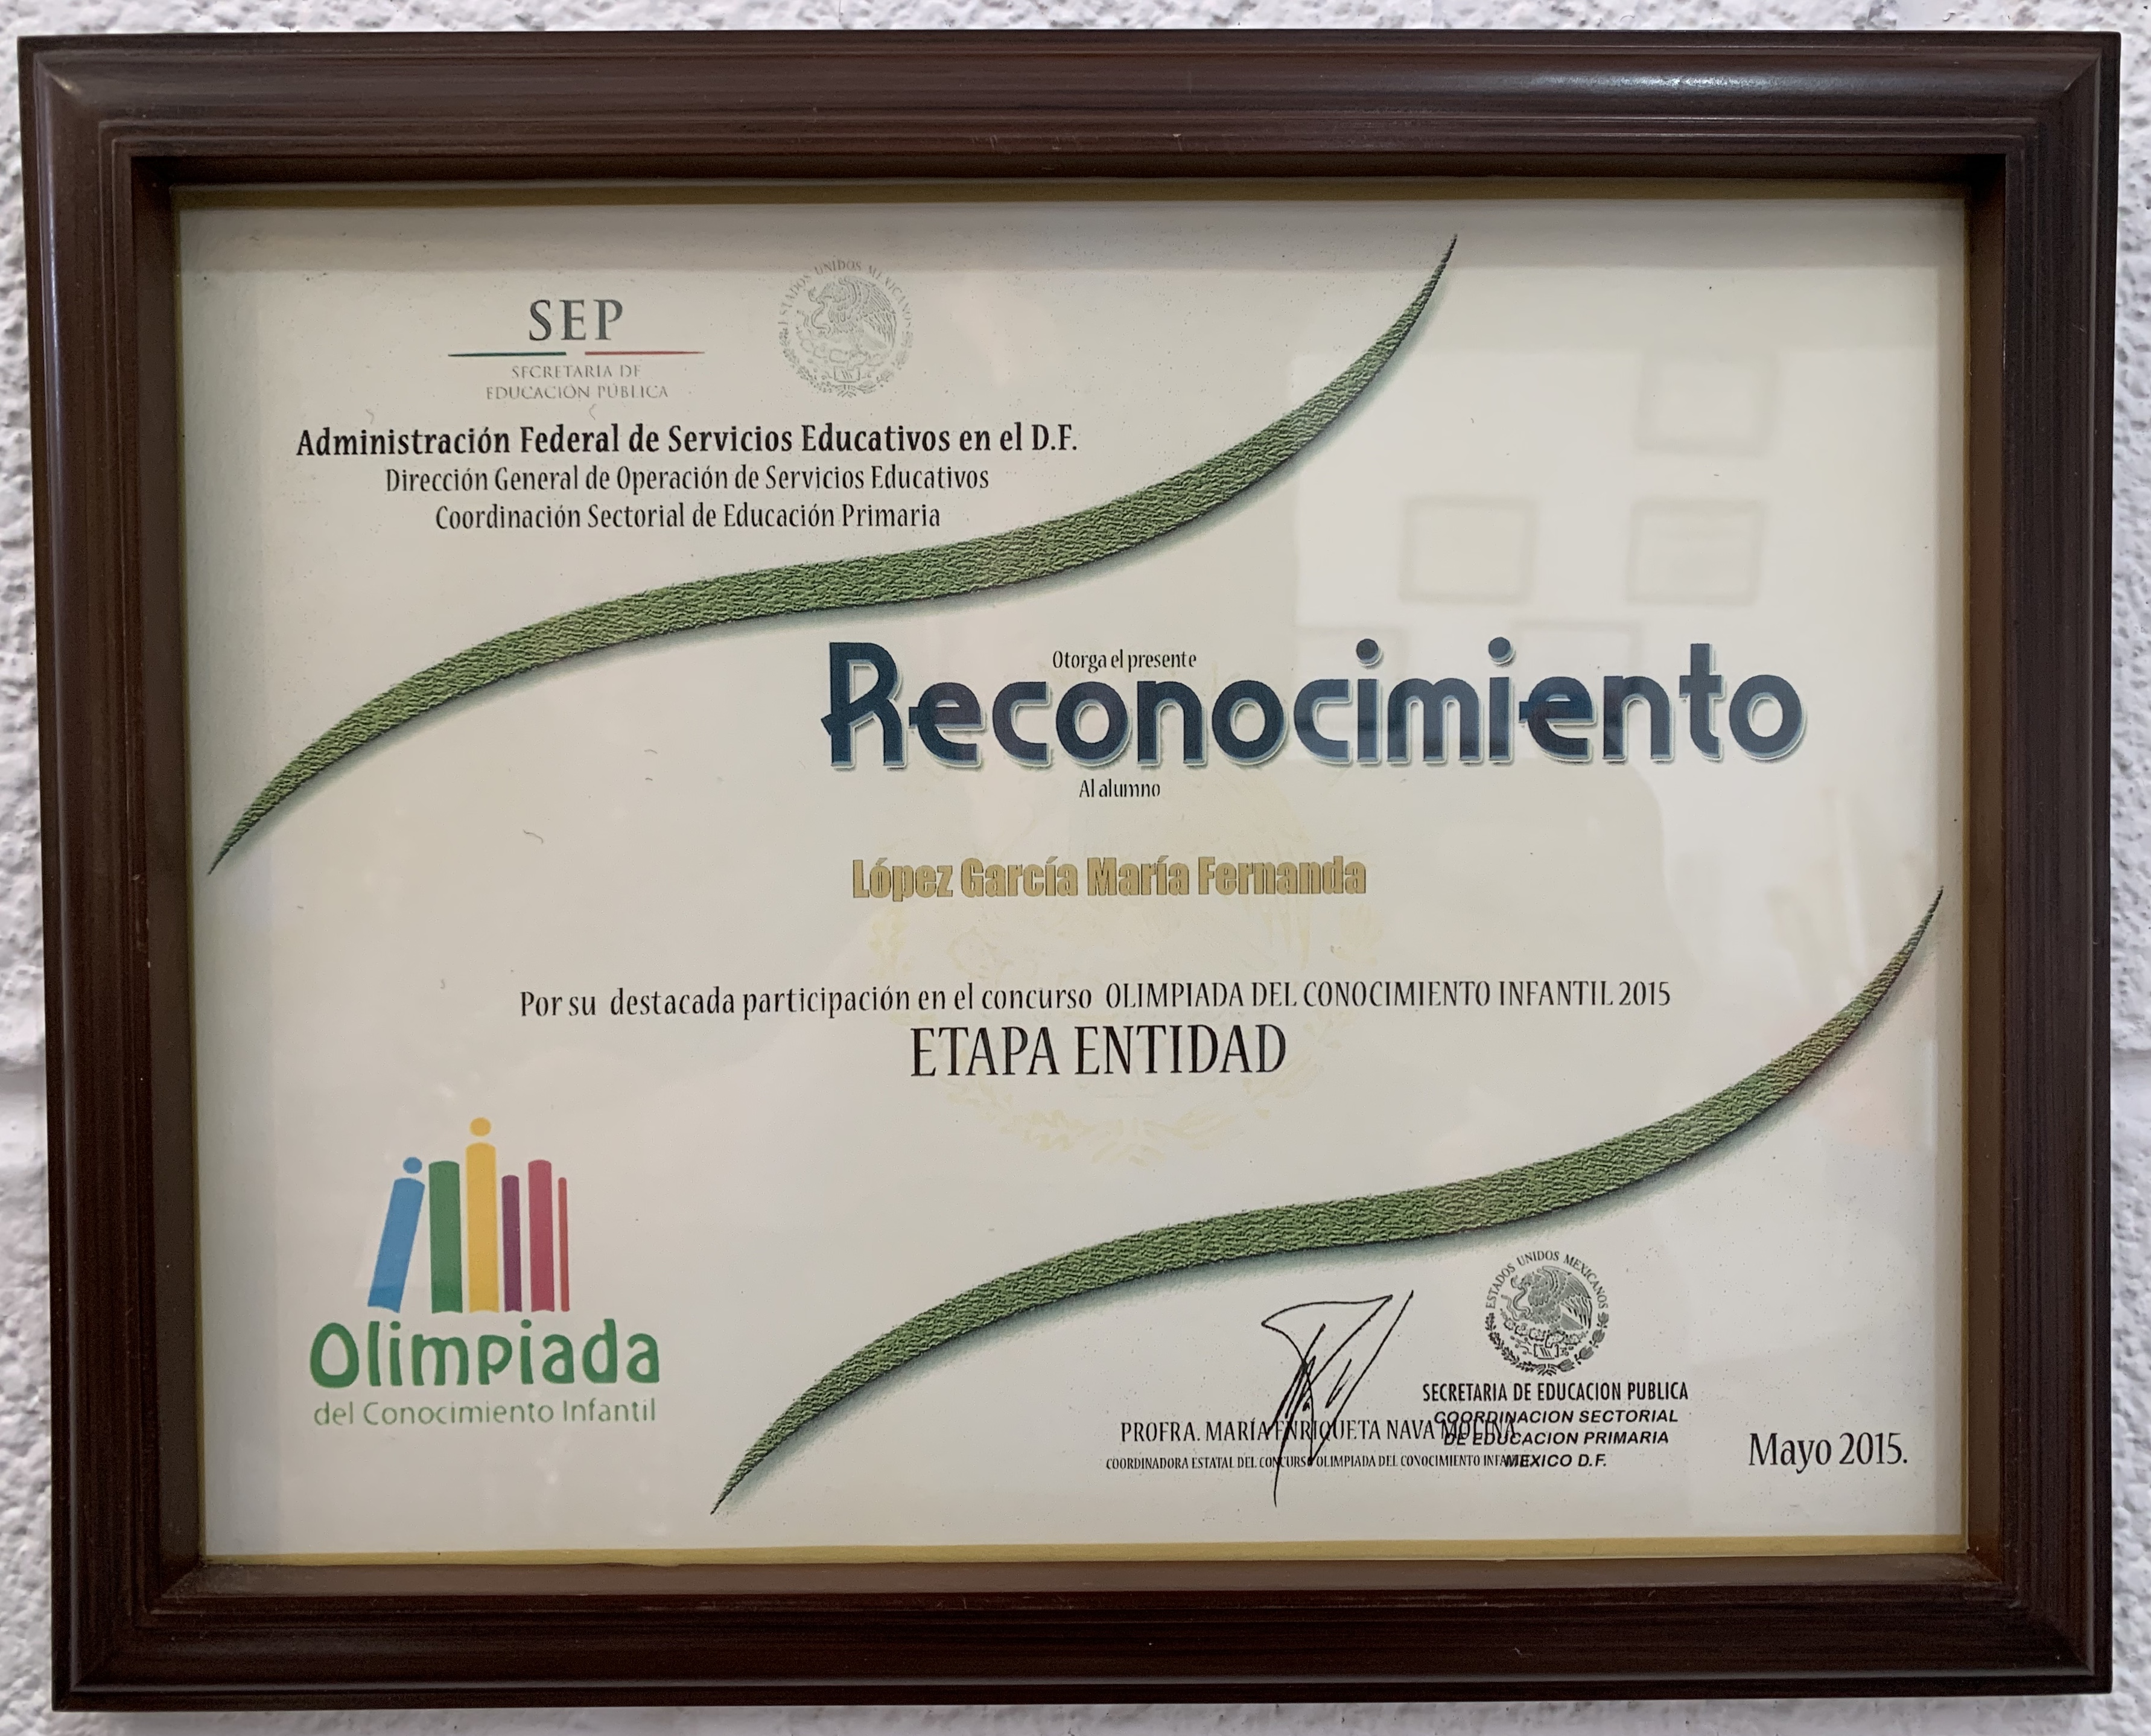 SEP
SECRETARÍA DE
EDUCACIÓN PÚBLICA
ESTADOS UNIDOS MEXICANOS
Administración Federal de Servicios Educativos en el D.F.
Dirección General de Operación de Servicios Educativos
Coordinación Sectorial de Educación Primaria
Otorga el presente
Reconocimiento
Al alumno
López García María Fernanda
Por su destacada participación en el concurso OLIMPIADA DEL CONOCIMIENTO INFANTIL 2015
ETAPA ENTIDAD
Olimpiada
del Conocimiento Infantil
ESTADOS UNIDOS MEXICANOS
SECRETARIA DE EDUCACION PUBLICA
COORDINACION SECTORIAL
DE EDUCACION PRIMARIA
MEXICO D.F.
PROFRA. MARÍA ENRIQUETA NAVA MOLINA
COORDINADORA ESTATAL DEL CONCURSO OLIMPIADA DEL CONOCIMIENTO INFANTIL
Mayo 2015.